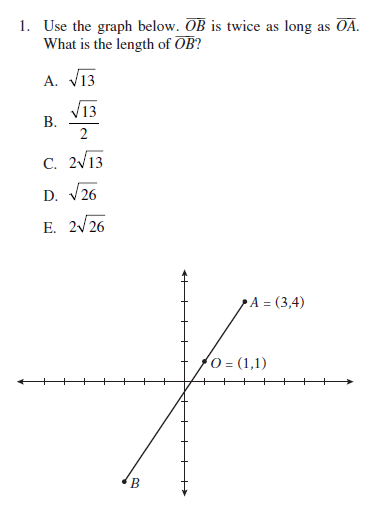 1. Use the graph below. OB is twice as long as OA.
What is the length of OB?
A. √13
B. √13/2
C. 2√13
D. √26
E. 2√26
A = (3,4)
O = (1,1)
B